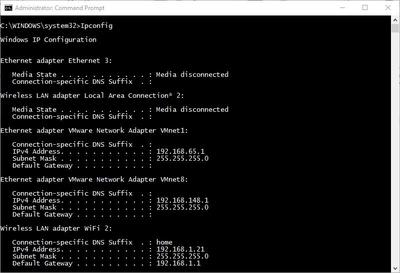 Administrator: Command Prompt
C:\WINDOWS\system32>Ipconfig
Windows IP Configuration
Ethernet adapter Ethernet 3:
Media State . . . . . . . . . . . : Media disconnected
Connection-specific DNS Suffix  . :
Wireless LAN adapter Local Area Connection* 2:
Media State . . . . . . . . . . . : Media disconnected
Connection-specific DNS Suffix  . :
Ethernet adapter VMware Network Adapter VMnet1:
Connection-specific DNS Suffix  . :
IPv4 Address. . . . . . . . . . . : 192.168.65.1
Subnet Mask . . . . . . . . . . . : 255.255.255.0
Default Gateway . . . . . . . . . :
Ethernet adapter VMware Network Adapter VMnet8:
Connection-specific DNS Suffix  . :
IPv4 Address. . . . . . . . . . . : 192.168.148.1
Subnet Mask . . . . . . . . . . . : 255.255.255.0
Default Gateway . . . . . . . . . :
Wireless LAN adapter WiFi 2:
Connection-specific DNS Suffix  . : home
IPv4 Address. . . . . . . . . . . : 192.168.1.21
Subnet Mask . . . . . . . . . . . : 255.255.255.0
Default Gateway . . . . . . . . . : 192.168.1.1